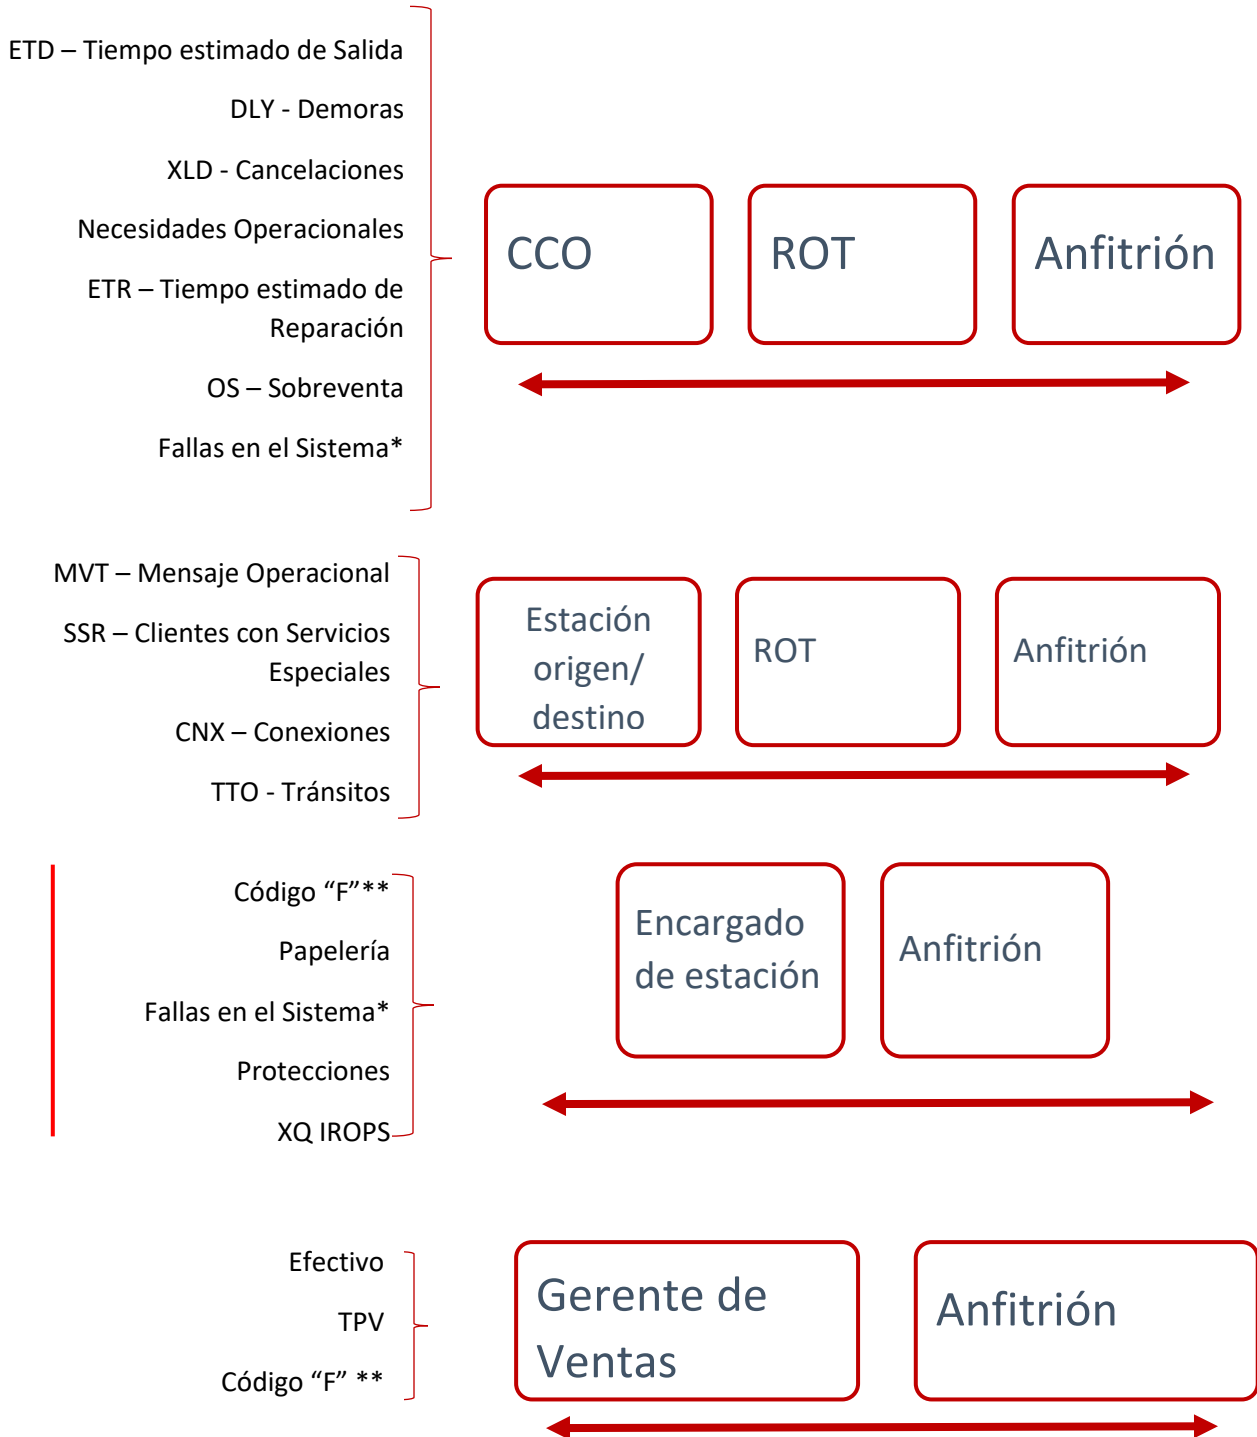 ETD – Tiempo estimado de Salida
DLY - Demoras
XLD - Cancelaciones
Necesidades Operacionales
ETR – Tiempo estimado de
Reparación
OS – Sobreventa
Fallas en el Sistema*
CCO
ROT
Anfitrión
MVT – Mensaje Operacional
SSR – Clientes con Servicios
Especiales
CNX – Conexiones
TTO - Tránsitos
Estación
origen/
destino
ROT
Anfitrión
Código “F”**
Papelería
Fallas en el Sistema*
Protecciones
XQ IROPS
Encargado
de estación
Anfitrión
Efectivo
TPV
Código “F” **
Gerente de
Ventas
Anfitrión